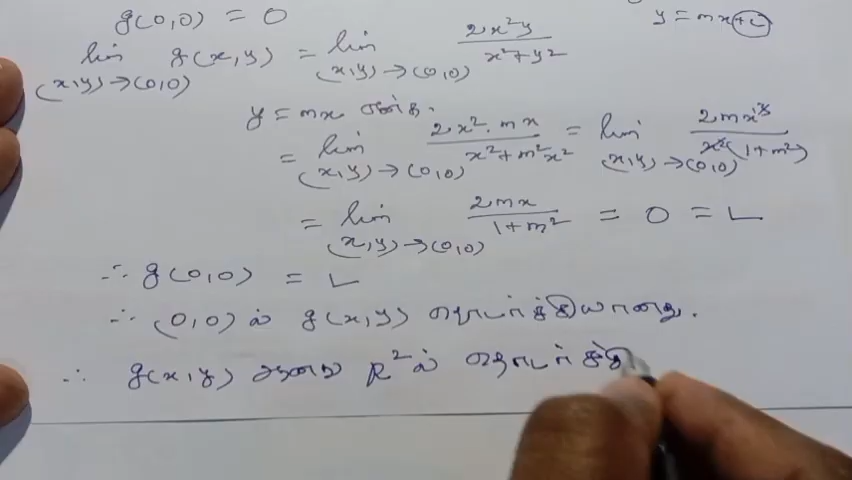 g(0,0) = 0
y = mx+c
lim (x,y)→(0,0) g(x,y) = lim (x,y)→(0,0) 2x²y / x²+y²
y = mx என்க.
= lim (x,y)→(0,0) 2x². mx / x²+m²x² = lim (x,y)→(0,0) 2mx³ / x²(1+m²)
= lim (x,y)→(0,0) 2mx / 1+m² = 0 = L
∴ g(0,0) = L
∴ (0,0) ல் g(x,y) தொடர்ச்சியானது.
∴ g(x,y) ஆனது R² ல் தொடர்ச்சி